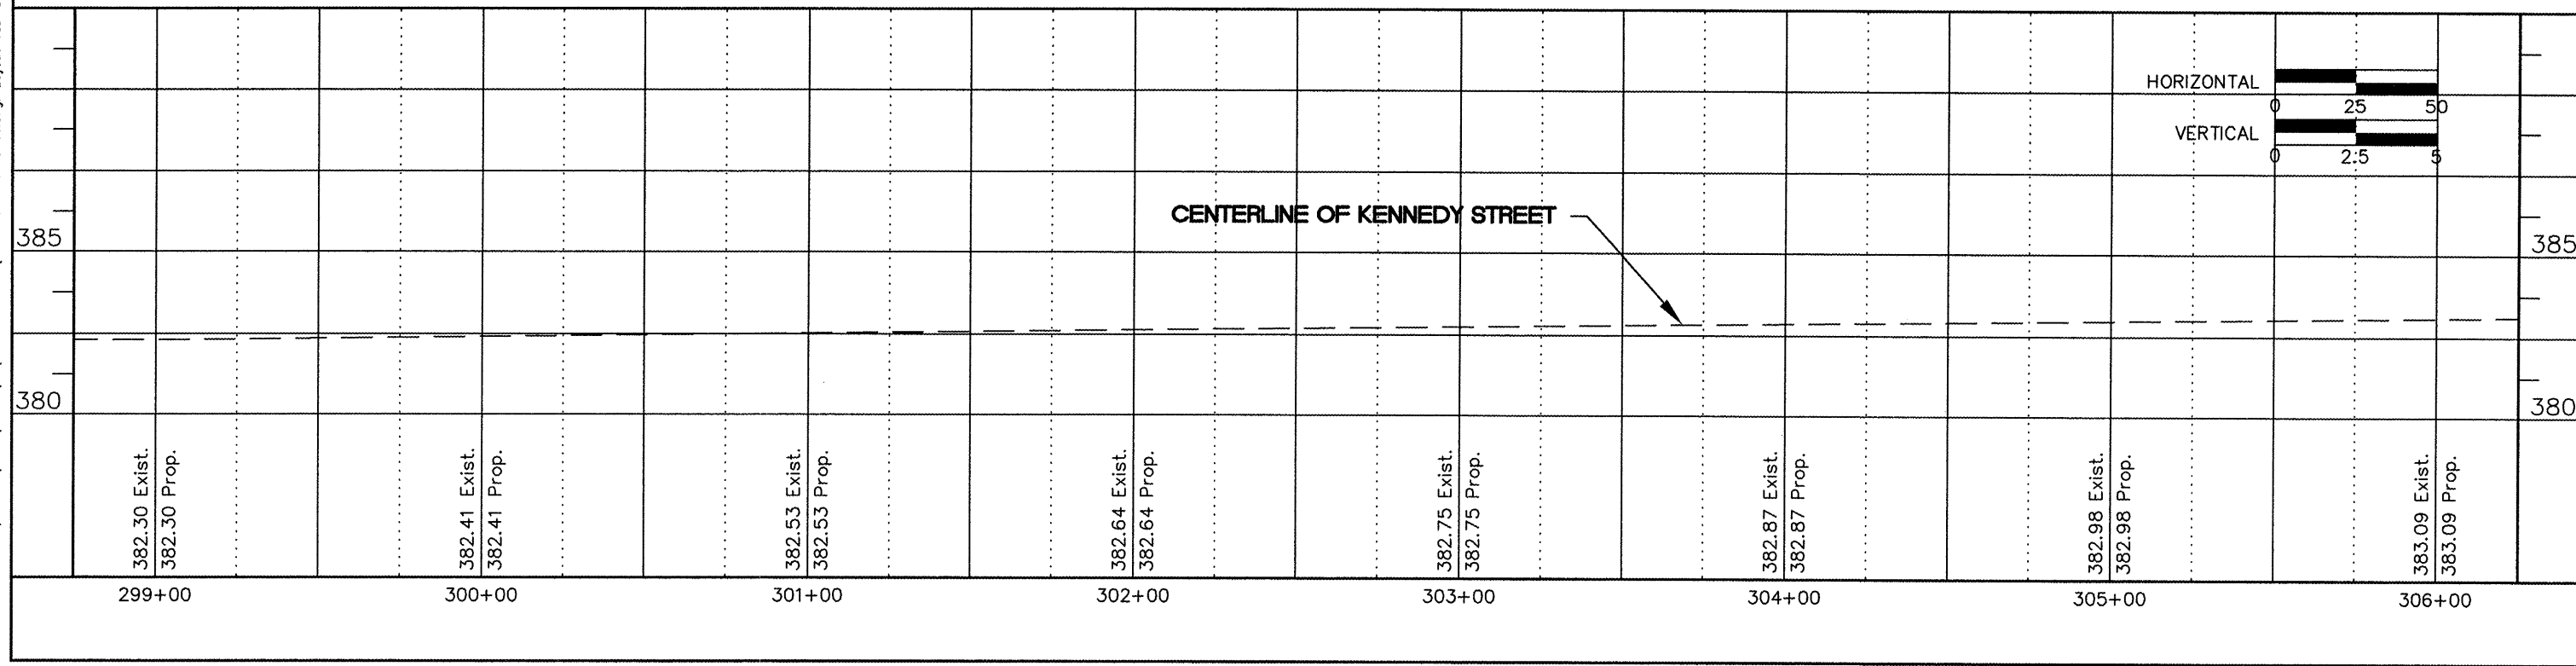 HORIZONTAL
0 25 50
VERTICAL
0 2.5 5
CENTERLINE OF KENNEDY STREET
385 385
380 380
382.30 Exist.
382.30 Prop.
382.41 Exist.
382.41 Prop.
382.53 Exist.
382.53 Prop.
382.64 Exist.
382.64 Prop.
382.75 Exist.
382.75 Prop.
382.87 Exist.
382.87 Prop.
382.98 Exist.
382.98 Prop.
383.09 Exist.
383.09 Prop.
299+00 300+00 301+00 302+00 303+00 304+00 305+00 306+00